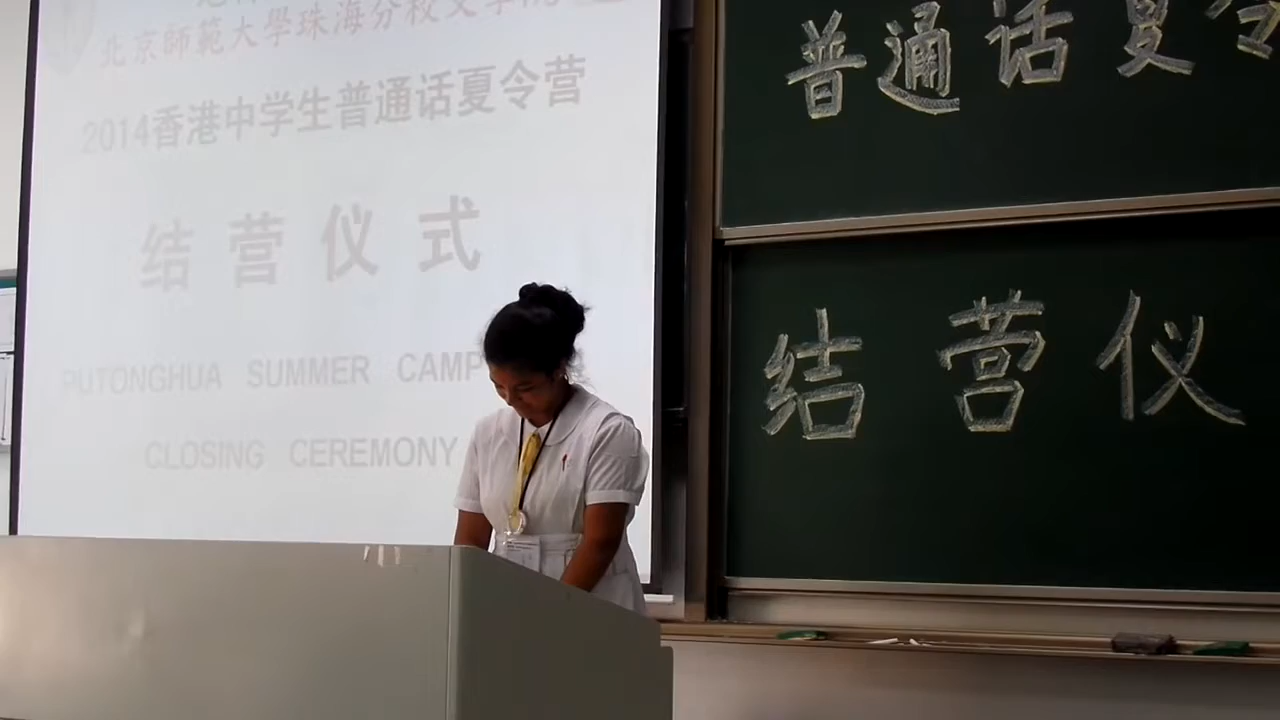 北京師範大學珠海分校文學院
2014香港中学生普通话夏令营
结营仪式
PUTONGHUA SUMMER CAMP
CLOSING CEREMONY
普通话夏令
结营仪